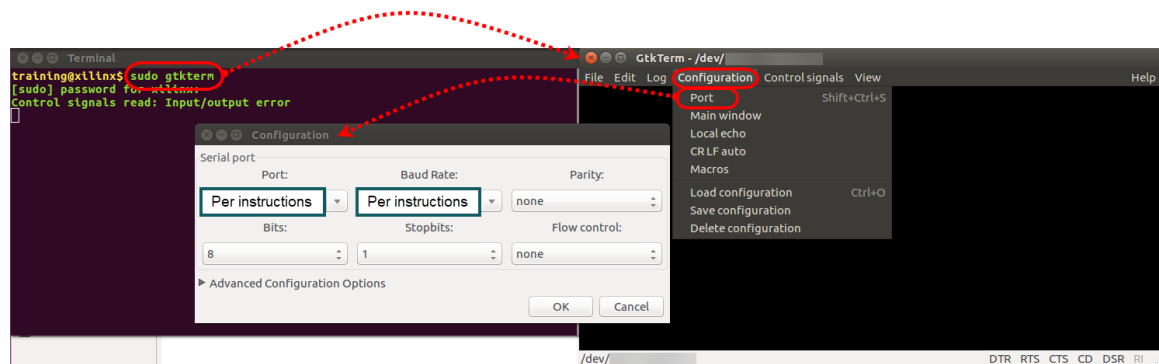 Terminal
training@xilinx$ sudo gtkterm
[sudo] password for xilinx:
Control signals read: Input/output error
GtkTerm - /dev/
File Edit Log Configuration Control signals View Help
Port Shift+Ctrl+S
Main window
Local echo
CR LF auto
Macros
Load configuration Ctrl+O
Save configuration
Delete configuration
Configuration
Serial port
Port: Baud Rate: Parity:
Per instructions Per instructions none
Bits: Stopbits: Flow control:
8 1 none
Advanced Configuration Options
OK Cancel
/dev/ DTR RTS CTS CD DSR RI